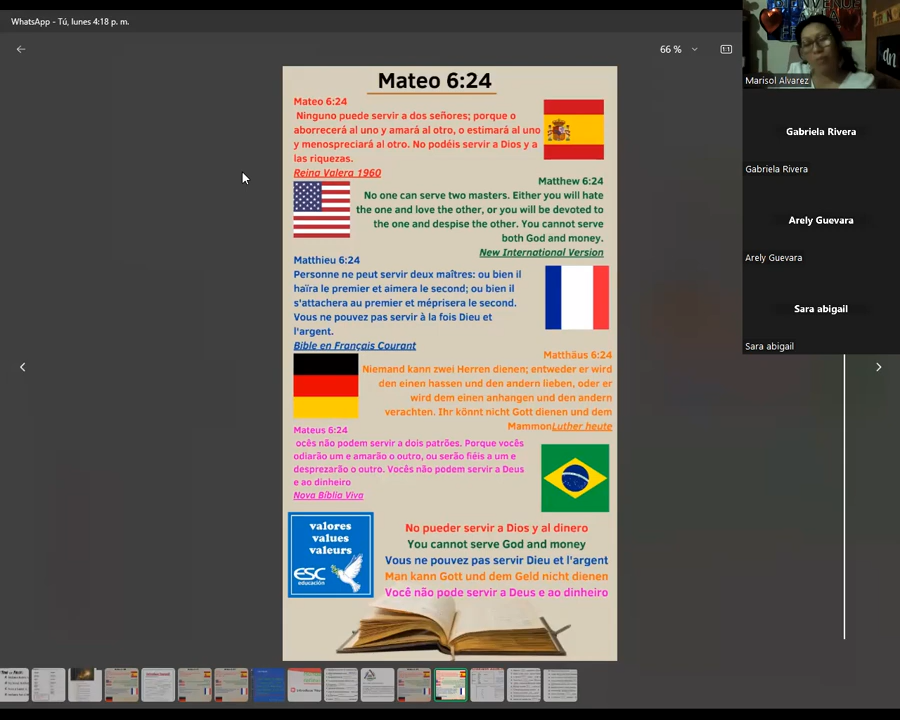 WhatsApp - Tú, lunes 4:18 p. m.
66 %
Mateo 6:24
Mateo 6:24
Ninguno puede servir a dos señores; porque o
aborrecerá al uno y amará al otro, o estimará al uno
y menospreciará al otro. No podéis servir a Dios y a
las riquezas.
Reina Valera 1960
Matthew 6:24
No one can serve two masters. Either you will hate
the one and love the other, or you will be devoted to
the one and despise the other. You cannot serve
both God and money.
New International Version
Matthieu 6:24
Personne ne peut servir deux maîtres: ou bien il
haïra le premier et aimera le second; ou bien il
s'attachera au premier et méprisera le second.
Vous ne pouvez pas servir à la fois Dieu et
l'argent.
Bible en Français Courant
Matthäus 6:24
Niemand kann zwei Herren dienen; entweder er wird
den einen hassen und den andern lieben, oder er
wird dem einen anhangen und den andern
verachten. Ihr könnt nicht Gott dienen und dem
MammonLuther heute
Mateus 6:24
ocês não podem servir a dois patrões. Porque vocês
odiarão um e amarão o outro, ou serão fiéis a um e
desprezarão o outro. Vocês não podem servir a Deus
e ao dinheiro
Nova Bíblia Viva
valores
values
valeurs
esc
educación
No pueder servir a Dios y al dinero
You cannot serve God and money
Vous ne pouvez pas servir Dieu et l'argent
Man kann Gott und dem Geld nicht dienen
Você não pode servir a Deus e ao dinheiro
Marisol Alvarez
Gabriela Rivera
Gabriela Rivera
Arely Guevara
Arely Guevara
Sara abigail
Sara abigail